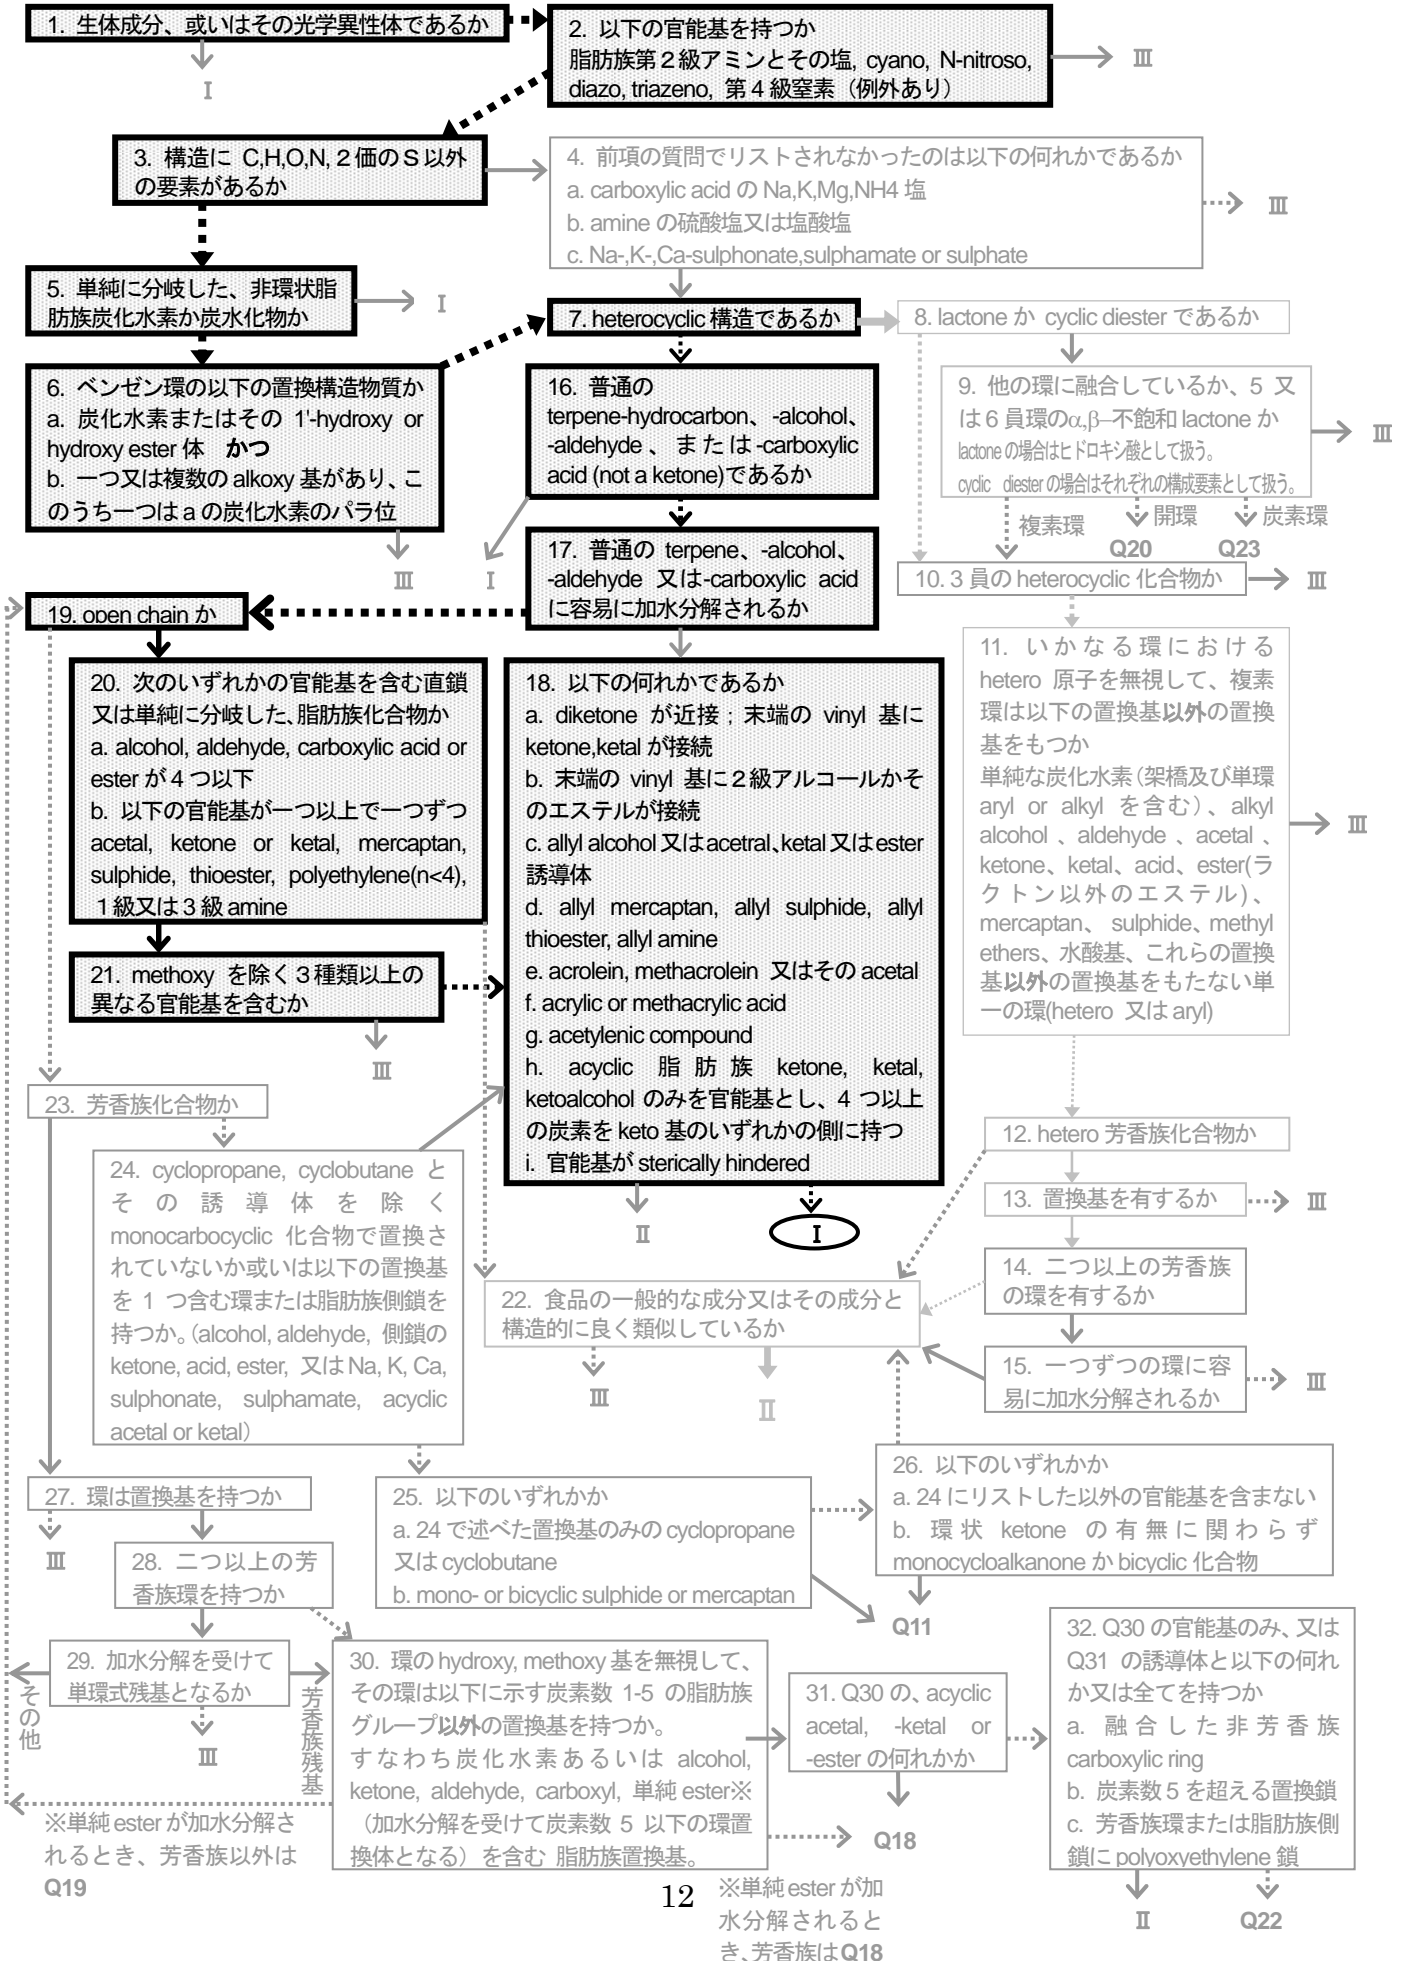 1. 生体成分、或いはその光学異性体であるか
I
2. 以下の官能基を持つか
脂肪族第２級アミンとその塩, cyano, N-nitroso,
diazo, triazeno, 第４級窒素（例外あり）
Ⅲ
3. 構造に C,H,O,N,２価のＳ以外
の要素があるか
4. 前項の質問でリストされなかったのは以下の何れかであるか
a. carboxylic acid の Na,K,Mg,NH4 塩
b. amine の硫酸塩又は塩酸塩
c. Na-,K-,Ca-sulphonate,sulphamate or sulphate
Ⅲ
5. 単純に分岐した、非環状脂
肪族炭化水素か炭水化物か
I
6. ベンゼン環の以下の置換構造物質か
a. 炭化水素またはその 1'-hydroxy or
hydroxy ester 体　かつ
b. 一つ又は複数の alkoxy 基があり、こ
のうち一つは a の炭化水素のパラ位
Ⅲ
7. heterocyclic 構造であるか
8. lactone か cyclic diester であるか
9. 他の環に融合しているか、5 又
は 6 員環のα,β–不飽和 lactone か
lactone の場合はヒドロキシ酸として扱う。
cyclic diester の場合はそれぞれの構成要素として扱う。
Ⅲ
複素環
開環
Q20
炭素環
Q23
10. 3 員の heterocyclic 化合物か
Ⅲ
11. いかなる環における
hetero 原子を無視して、複素
環は以下の置換基以外の置換
基をもつか
単純な炭化水素（架橋及び単環
aryl or alkyl を含む）、alkyl
alcohol 、aldehyde 、acetal 、
ketone、ketal、acid、ester(ラ
クトン以外のエステル)、
mercaptan、 sulphide、methyl
ethers、水酸基、これらの置換
基以外の置換基をもたない単
一の環(hetero 又は aryl)
Ⅲ
12. hetero 芳香族化合物か
13. 置換基を有するか
Ⅲ
14. 二つ以上の芳香族
の環を有するか
15. 一つずつの環に容
易に加水分解されるか
Ⅲ
16. 普通の
terpene-hydrocarbon、-alcohol、
-aldehyde 、または-carboxylic
acid (not a ketone)であるか
I
17. 普通の terpene、-alcohol、
-aldehyde 又は-carboxylic acid
に容易に加水分解されるか
18. 以下の何れかであるか
a. diketone が近接；末端の vinyl 基に
ketone,ketal が接続
b. 末端の vinyl 基に２級アルコールかそ
のエステルが接続
c. allyl alcohol 又は acetral、ketal 又は ester
誘導体
d. allyl mercaptan, allyl sulphide, allyl
thioester, allyl amine
e. acrolein, methacrolein 又はその acetal
f. acrylic or methacrylic acid
g. acetylenic compound
h. acyclic 脂肪族 ketone, ketal,
ketoalcohol のみを官能基とし、4 つ以上
の炭素を keto 基のいずれかの側に持つ
i. 官能基が sterically hindered
Ⅱ
I
19. open chain か
20. 次のいずれかの官能基を含む直鎖
又は単純に分岐した、脂肪族化合物か
a. alcohol, aldehyde, carboxylic acid or
ester が 4 つ以下
b. 以下の官能基が一つ以上で一つずつ
acetal, ketone or ketal, mercaptan,
sulphide, thioester, polyethylene(n<4),
１級又は３級 amine
21. methoxy を除く３種類以上の
異なる官能基を含むか
Ⅲ
22. 食品の一般的な成分又はその成分と
構造的に良く類似しているか
Ⅲ
Ⅱ
23. 芳香族化合物か
24. cyclopropane, cyclobutane と
その誘導体を除く
monocarbocyclic 化合物で置換さ
れていないか或いは以下の置換基
を 1 つ含む環または脂肪族側鎖を
持つか。（alcohol, aldehyde, 側鎖の
ketone, acid, ester, 又は Na, K, Ca,
sulphonate, sulphamate, acyclic
acetal or ketal）
25. 以下のいずれかか
a. 24 で述べた置換基のみの cyclopropane
又は cyclobutane
b. mono- or bicyclic sulphide or mercaptan
26. 以下のいずれかか
a. 24 にリストした以外の官能基を含まない
b. 環状 ketone の有無に関わらず
monocycloalkanone か bicyclic 化合物
Q11
27. 環は置換基を持つか
Ⅲ
28. 二つ以上の芳
香族環を持つか
29. 加水分解を受けて
単環式残基となるか
その他
芳香族残基
Ⅲ
30. 環の hydroxy, methoxy 基を無視して、
その環は以下に示す炭素数 1-5 の脂肪族
グループ以外の置換基を持つか。
すなわち炭化水素あるいは alcohol,
ketone, aldehyde, carboxyl, 単純 ester※
（加水分解を受けて炭素数 5 以下の環置
換体となる）を含む 脂肪族置換基。
31. Q30 の、acyclic
acetal, -ketal or
-ester の何れかか
Q18
32. Q30 の官能基のみ、又は
Q31 の誘導体と以下の何れ
か又は全てを持つか
a. 融合した非芳香族
carboxylic ring
b. 炭素数 5 を超える置換鎖
c. 芳香族環または脂肪族側
鎖に polyoxyethylene 鎖
Ⅱ
Q22
※単純 ester が加水分解さ
れるとき、芳香族以外は
Q19
※単純 ester が加
水分解されると
き、芳香族は Q18
12